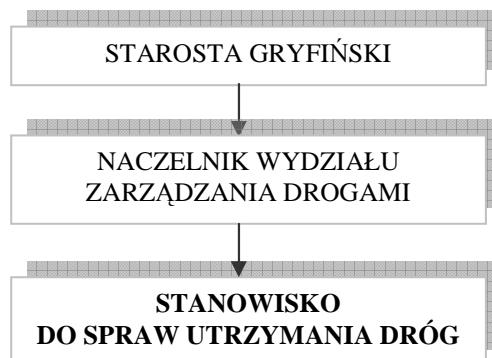 STAROSTA GRYFIŃSKI
NACZELNIK WYDZIAŁU
ZARZĄDZANIA DROGAMI
STANOWISKO
DO SPRAW UTRZYMANIA DRÓG